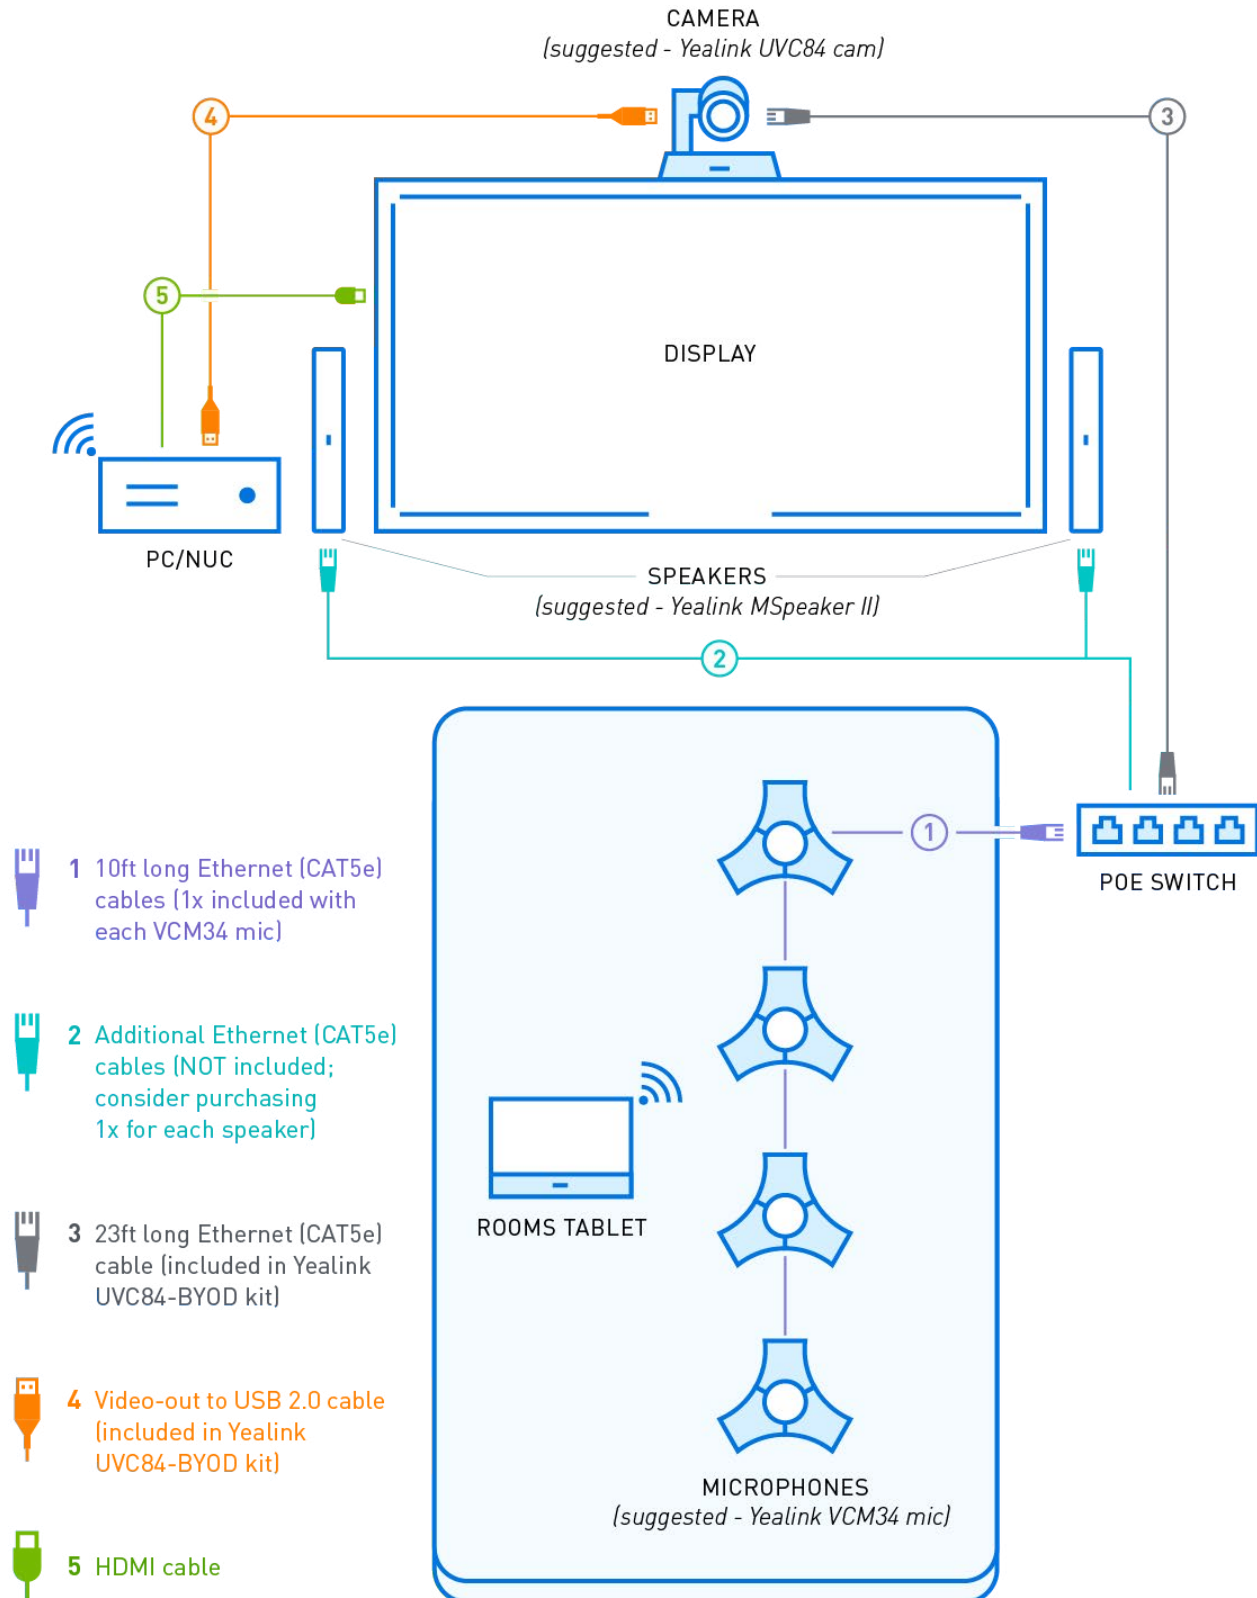 CAMERA
(suggested - Yealink UVC84 cam)
4
3
5
DISPLAY
PC/NUC
SPEAKERS
(suggested - Yealink MSpeaker II)
2
1
POE SWITCH
1 10ft long Ethernet (CAT5e)
cables (1x included with
each VCM34 mic)
2 Additional Ethernet (CAT5e)
cables (NOT included;
consider purchasing
1x for each speaker)
ROOMS TABLET
3 23ft long Ethernet (CAT5e)
cable (included in Yealink
UVC84-BYOD kit)
4 Video-out to USB 2.0 cable
(included in Yealink
UVC84-BYOD kit)
MICROPHONES
(suggested - Yealink VCM34 mic)
5 HDMI cable